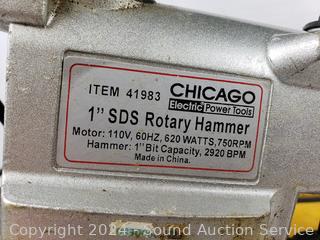 ITEM 41983 CHICAGO
Electric Power Tools
1" SDS Rotary Hammer
Motor: 110V, 60HZ, 620 WATTS, 750RPM
Hammer: 1" Bit Capacity, 2920 BPM
Made in China.
Copyright 2024 - Sound Auction Service